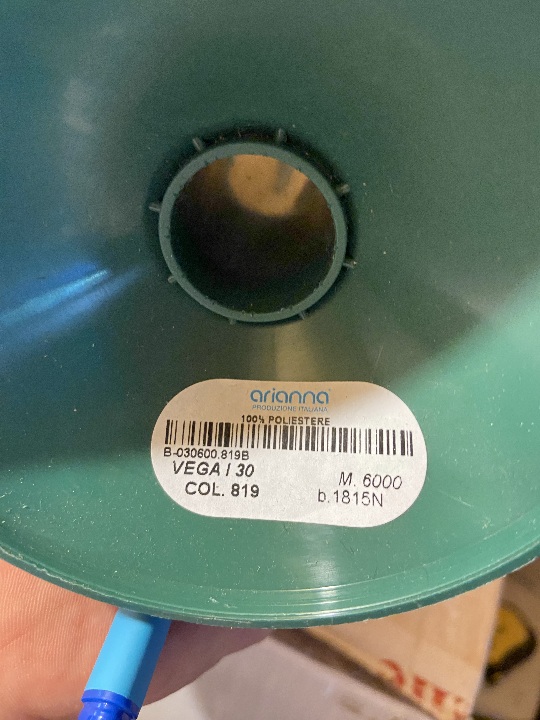 arianna
PRODUZIONE ITALIANA
100% POLIESTERE
B-030600.819B
VEGA / 30
M. 6000
COL. 819
b.1815N